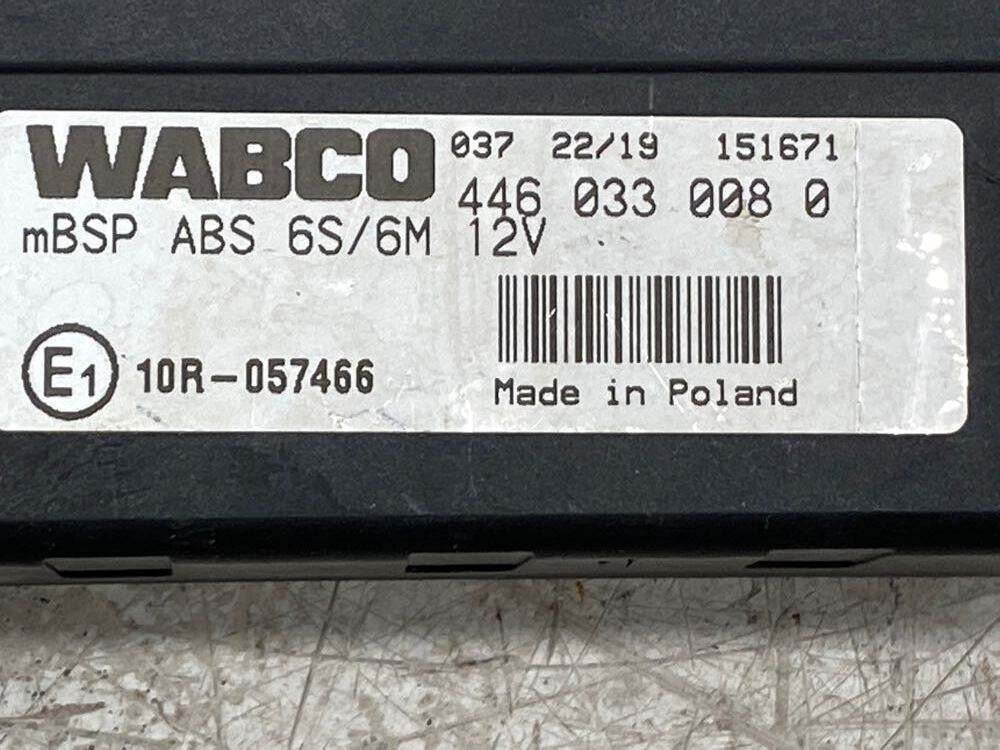 WABCO 037 22/19 151671
446 033 008 0
mBSP ABS 6S/6M 12V
E1 10R-057466
Made in Poland